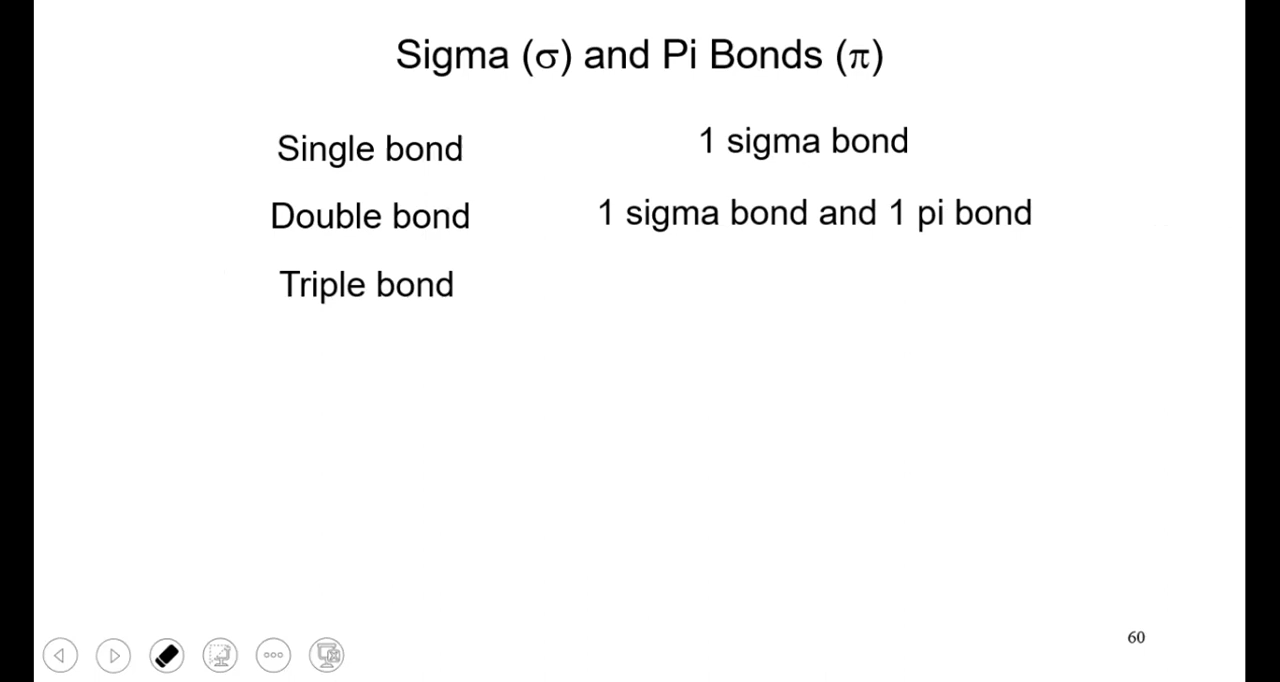 Sigma (σ) and Pi Bonds (π)
Single bond
1 sigma bond
Double bond
1 sigma bond and 1 pi bond
Triple bond
60